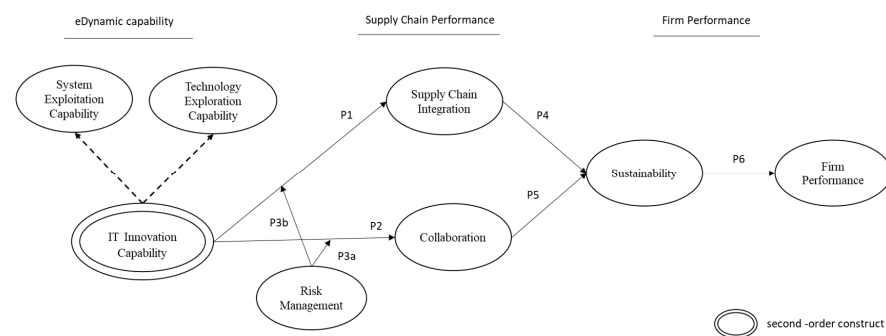 eDynamic capability
Supply Chain Performance
Firm Performance
System
Exploitation
Capability
Technology
Exploration
Capability
P1
Supply Chain
Integration
P4
Sustainability
P6
Firm
Performance
P5
P3b
P2
IT Innovation
Capability
Collaboration
P3a
Risk
Management
second -order construct